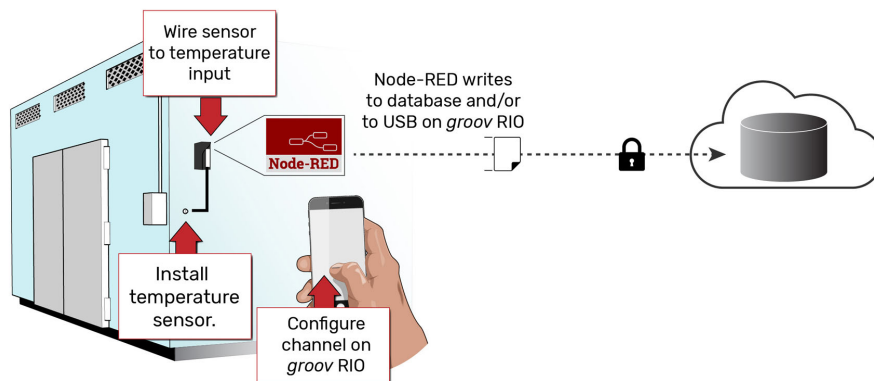 Wire sensor
to temperature
input
Node-RED writes
to database and/or
to USB on groov RIO
Node-RED
Install
temperature
sensor.
Configure
channel on
groov RIO